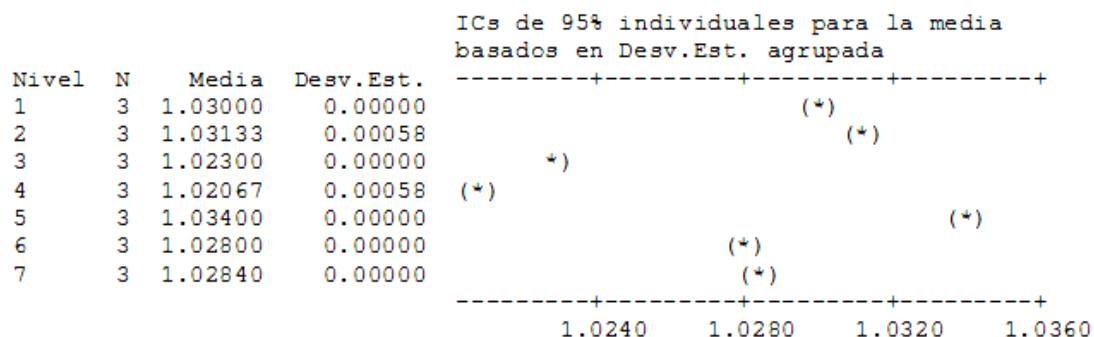 ICs de 95% individuales para la media
basados en Desv.Est. agrupada
Nivel  N    Media  Desv.Est.  ---------+---------+---------+---------+
1      3  1.03000    0.00000                         (*)
2      3  1.03133    0.00058                            (*)
3      3  1.02300    0.00000        *)
4      3  1.02067    0.00058  (*)
5      3  1.03400    0.00000                                   (*)
6      3  1.02800    0.00000                    (*)
7      3  1.02840    0.00000                     (*)
---------+---------+---------+---------+
1.0240    1.0280    1.0320    1.0360